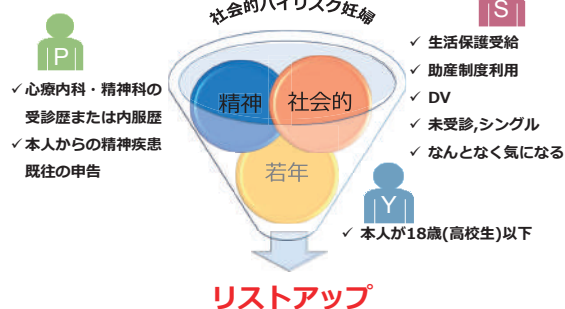 社会的ハイリスク妊婦
P
✓心療内科・精神科の
受診歴または内服歴
✓本人からの精神疾患
既往の申告
精神
社会的
若年
S
✓ 生活保護受給
✓ 助産制度利用
✓ DV
✓ 未受診,シングル
✓ なんとなく気になる
Y
✓ 本人が18歳(高校生)以下
リストアップ